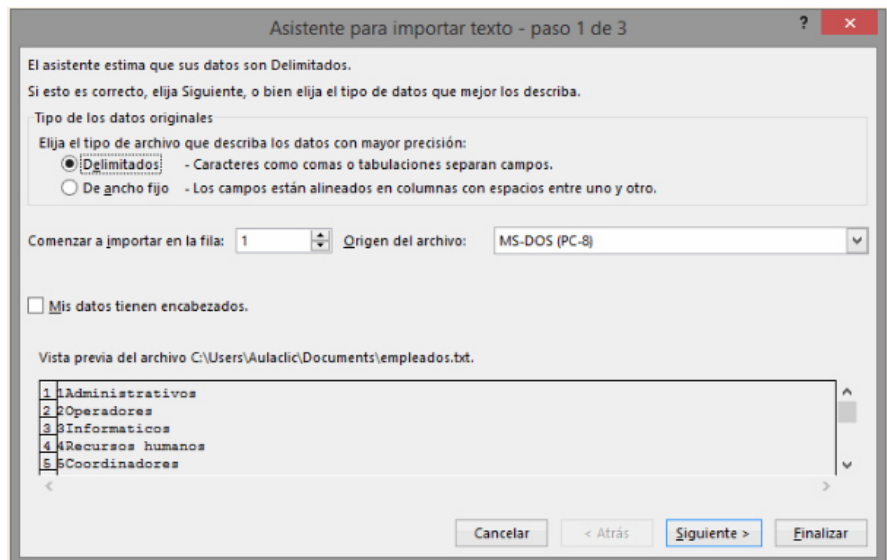 Asistente para importar texto - paso 1 de 3
?
El asistente estima que sus datos son Delimitados.
Si esto es correcto, elija Siguiente, o bien elija el tipo de datos que mejor los describa.
Tipo de los datos originales
Elija el tipo de archivo que describa los datos con mayor precisión:
Delimitados - Caracteres como comas o tabulaciones separan campos.
De ancho fijo - Los campos están alineados en columnas con espacios entre uno y otro.
Comenzar a importar en la fila: 1 Origen del archivo: MS-DOS (PC-8)
Mis datos tienen encabezados.
Vista previa del archivo C:\Users\Aulaclic\Documents\empleados.txt.
1 1Administrativos
2 2Operadores
3 3Informaticos
4 4Recursos humanos
5 5Coordinadores
Cancelar < Atrás Siguiente > Finalizar